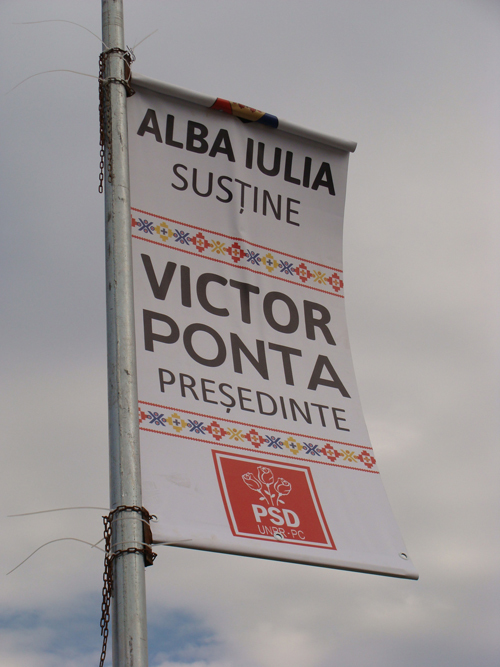 ALBA IULIA
SUSȚINE
VICTOR
PONTA
PREȘEDINTE
PSD
UNPR-PC